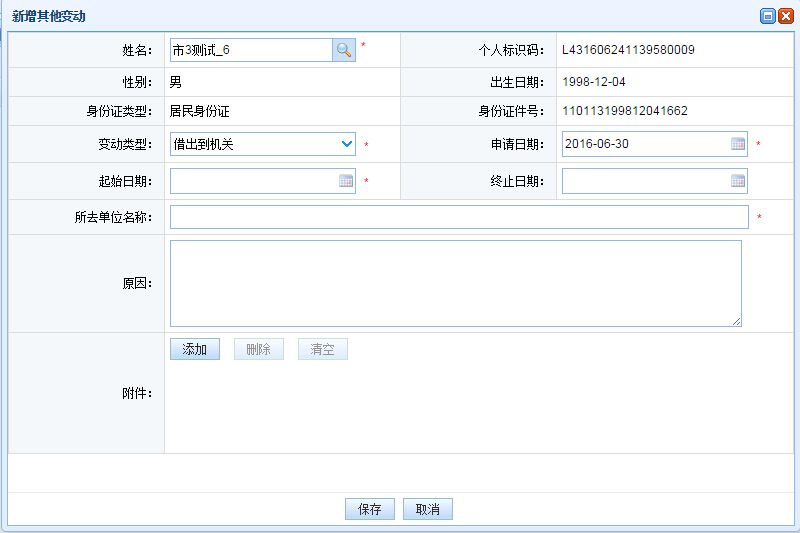 新增其他变动
姓名： 市3测试_6 * 个人标识码： L431606241139580009
性别： 男 出生日期： 1998-12-04
身份证类型： 居民身份证 身份证件号： 110113199812041662
变动类型： 借出到机关 * 申请日期： 2016-06-30 *
起始日期： * 终止日期：
所去单位名称： *
原因：
添加 删除 清空
附件：
保存 取消